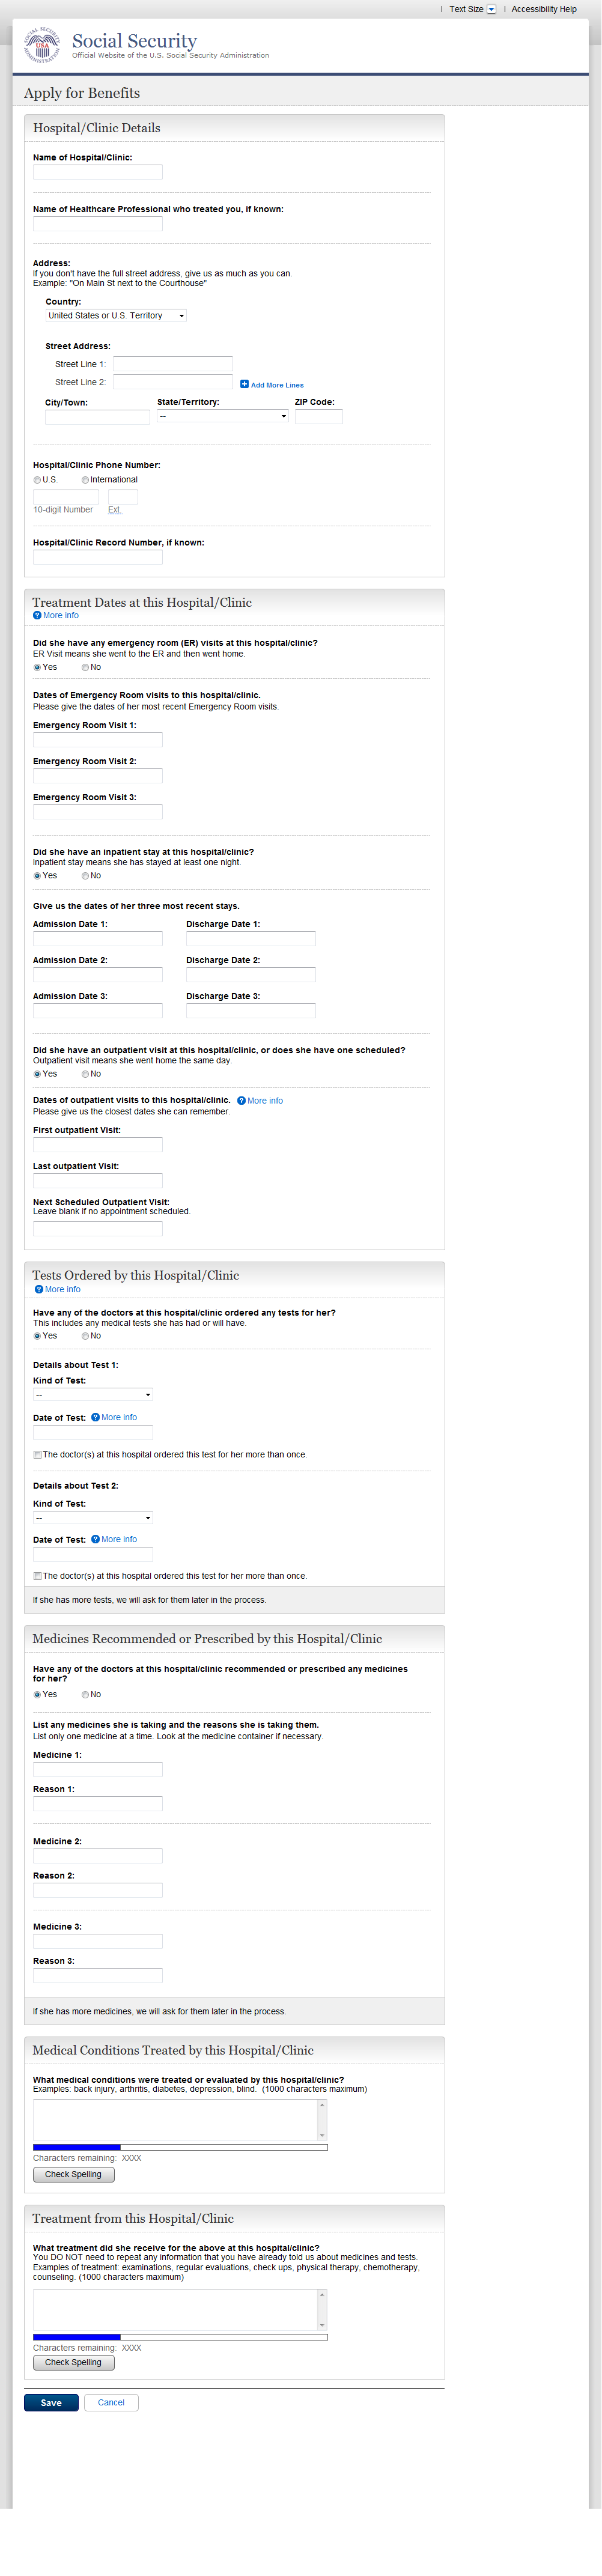 Text Size
Accessibility Help
SOCIAL SECURITY ADMINISTRATION
USA
Social Security
Official Website of the U.S. Social Security Administration
Apply for Benefits
Hospital/Clinic Details
Name of Hospital/Clinic:
Name of Healthcare Professional who treated you, if known:
Address:
If you don't have the full street address, give us as much as you can.
Example: "On Main St next to the Courthouse"
Country:
United States or U.S. Territory
Street Address:
Street Line 1:
Street Line 2:
Add More Lines
City/Town: State/Territory: ZIP Code:
--
Hospital/Clinic Phone Number:
U.S. International
10-digit Number Ext.
Hospital/Clinic Record Number, if known:
Treatment Dates at this Hospital/Clinic
? More info
Did she have any emergency room (ER) visits at this hospital/clinic?
ER Visit means she went to the ER and then went home.
Yes No
Dates of Emergency Room visits to this hospital/clinic.
Please give the dates of her most recent Emergency Room visits.
Emergency Room Visit 1:
Emergency Room Visit 2:
Emergency Room Visit 3:
Did she have an inpatient stay at this hospital/clinic?
Inpatient stay means she has stayed at least one night.
Yes No
Give us the dates of her three most recent stays.
Admission Date 1: Discharge Date 1:
Admission Date 2: Discharge Date 2:
Admission Date 3: Discharge Date 3:
Did she have an outpatient visit at this hospital/clinic, or does she have one scheduled?
Outpatient visit means she went home the same day.
Yes No
Dates of outpatient visits to this hospital/clinic. ? More info
Please give us the closest dates she can remember.
First outpatient Visit:
Last outpatient Visit:
Next Scheduled Outpatient Visit:
Leave blank if no appointment scheduled.
Tests Ordered by this Hospital/Clinic
? More info
Have any of the doctors at this hospital/clinic ordered any tests for her?
This includes any medical tests she has had or will have.
Yes No
Details about Test 1:
Kind of Test:
--
Date of Test: ? More info
The doctor(s) at this hospital ordered this test for her more than once.
Details about Test 2:
Kind of Test:
--
Date of Test: ? More info
The doctor(s) at this hospital ordered this test for her more than once.
If she has more tests, we will ask for them later in the process.
Medicines Recommended or Prescribed by this Hospital/Clinic
Have any of the doctors at this hospital/clinic recommended or prescribed any medicines
for her?
Yes No
List any medicines she is taking and the reasons she is taking them.
List only one medicine at a time. Look at the medicine container if necessary.
Medicine 1:
Reason 1:
Medicine 2:
Reason 2:
Medicine 3:
Reason 3:
If she has more medicines, we will ask for them later in the process.
Medical Conditions Treated by this Hospital/Clinic
What medical conditions were treated or evaluated by this hospital/clinic?
Examples: back injury, arthritis, diabetes, depression, blind. (1000 characters maximum)
Characters remaining: XXXX
Check Spelling
Treatment from this Hospital/Clinic
What treatment did she receive for the above at this hospital/clinic?
You DO NOT need to repeat any information that you have already told us about medicines and tests.
Examples of treatment: examinations, regular evaluations, check ups, physical therapy, chemotherapy,
counseling. (1000 characters maximum)
Characters remaining: XXXX
Check Spelling
Save Cancel